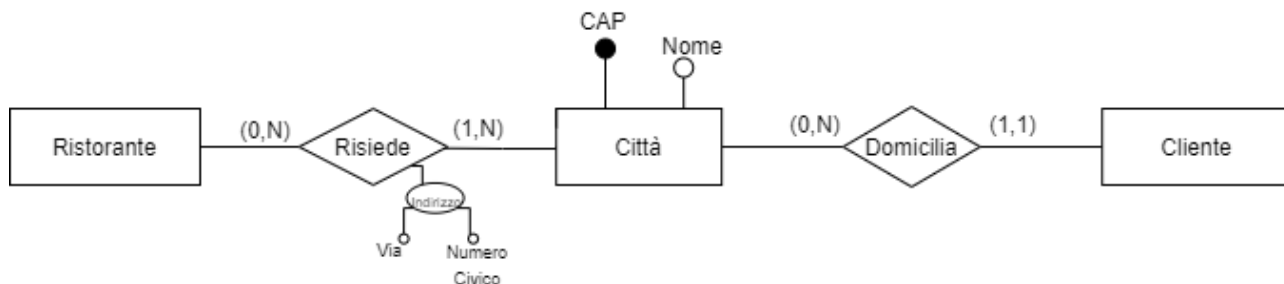 CAP
Nome
Ristorante
(0,N)
Risiede
(1,N)
Città
(0,N)
Domicilia
(1,1)
Cliente
Indirizzo
Via
Numero
Civico